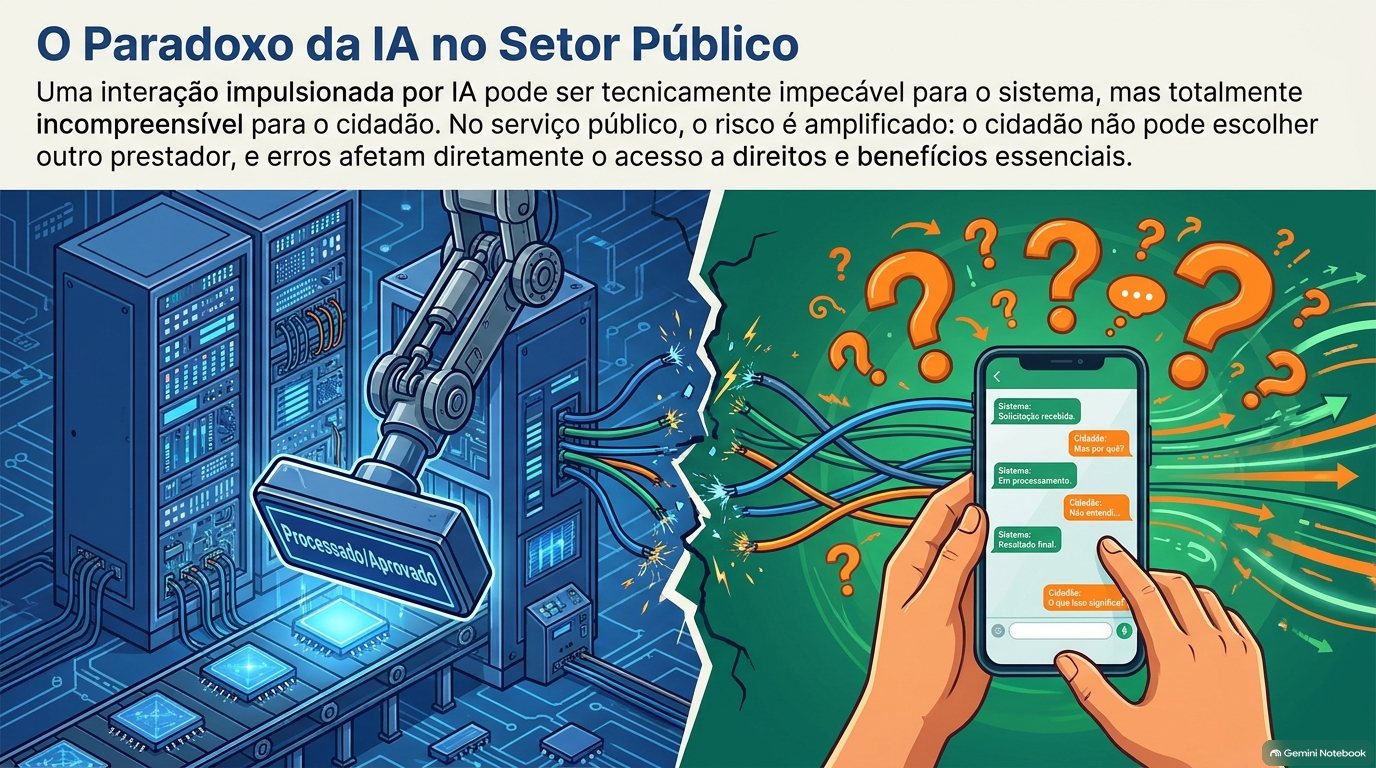 O Paradoxo da IA no Setor Público
Uma interação impulsionada por IA pode ser tecnicamente impecável para o sistema, mas totalmente
incompreensível para o cidadão. No serviço público, o risco é amplificado: o cidadão não pode escolher
outro prestador, e erros afetam diretamente o acesso a direitos e benefícios essenciais.
Processado/Aprovado
Sistema:
Solicitação recebida.
Cidadão:
Mas por quê?
Sistema:
Em processamento.
Cidadão:
Não entendi...
Sistema:
Resultado final.
Cidadão:
O que isso significa?
Gemini Notebook